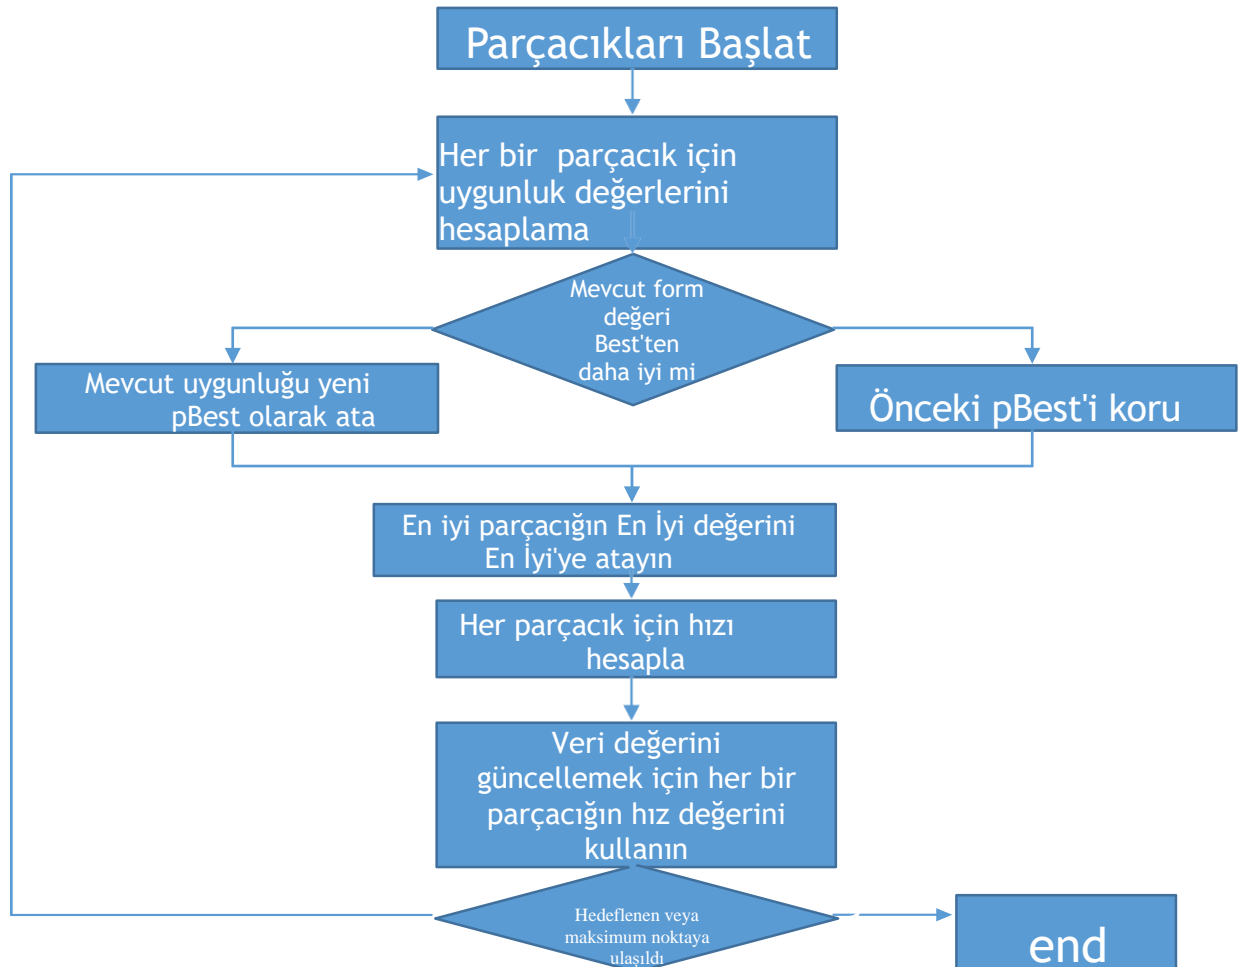 Parçacıkları Başlat
Her bir parçacık için
uygunluk değerlerini
hesaplama
Mevcut form
değeri
Best'ten
daha iyi mi
Mevcut uygunluğu yeni
pBest olarak ata
Önceki pBest'i koru
En iyi parçacığın En İyi değerini
En İyi'ye atayın
Her parçacık için hızı
hesapla
Veri değerini
güncellemek için her bir
parçacığın hız değerini
kullanın
Hedeflenen veya
maksimum noktaya
ulaşıldı
end